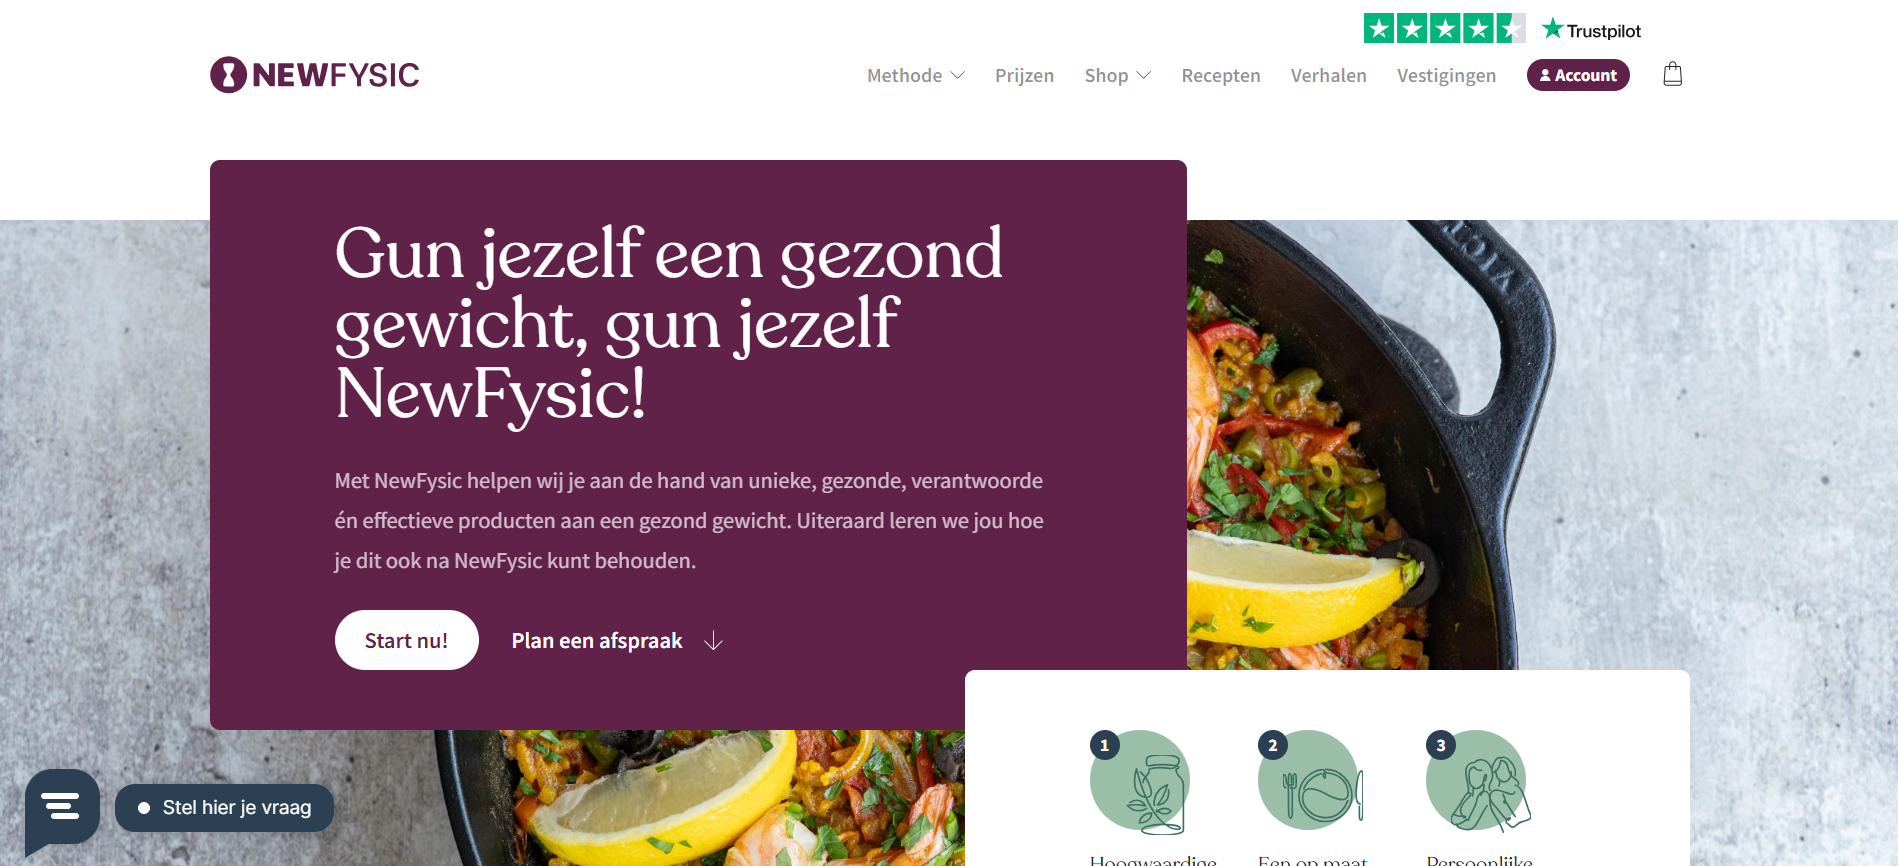 Trustpilot
NEWFYSIC
Methode
Prijzen
Shop
Recepten
Verhalen
Vestigingen
Account
Gun jezelf een gezond
gewicht, gun jezelf
NewFysic!
Met NewFysic helpen wij je aan de hand van unieke, gezonde, verantwoorde
én effectieve producten aan een gezond gewicht. Uiteraard leren we jou hoe
je dit ook na NewFysic kunt behouden.
Start nu!
Plan een afspraak
1
2
3
Hoogwaardige
Een op maat
Persoonlijke
Stel hier je vraag